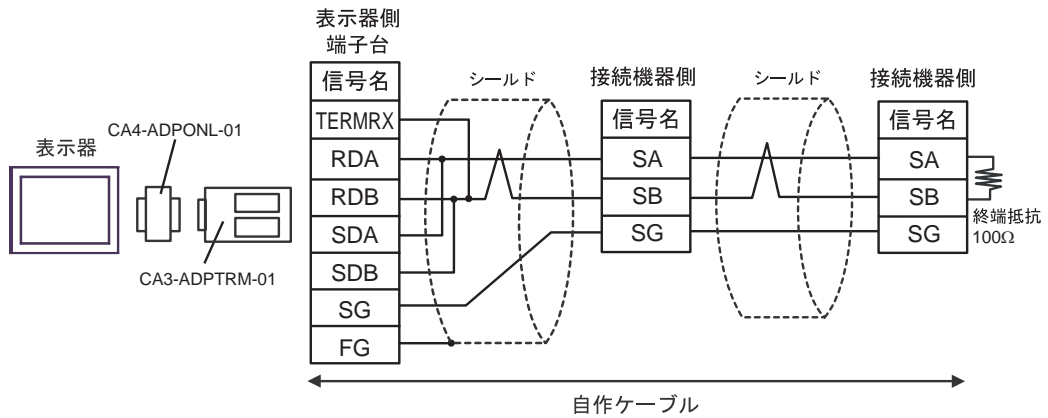 表示器側
端子台
信号名
TERMRX
RDA
RDB
SDA
SDB
SG
FG
シールド
接続機器側
信号名
SA
SB
SG
シールド
接続機器側
信号名
SA
SB
SG
終端抵抗
100Ω
表示器
CA4-ADPONL-01
CA3-ADPTRM-01
自作ケーブル